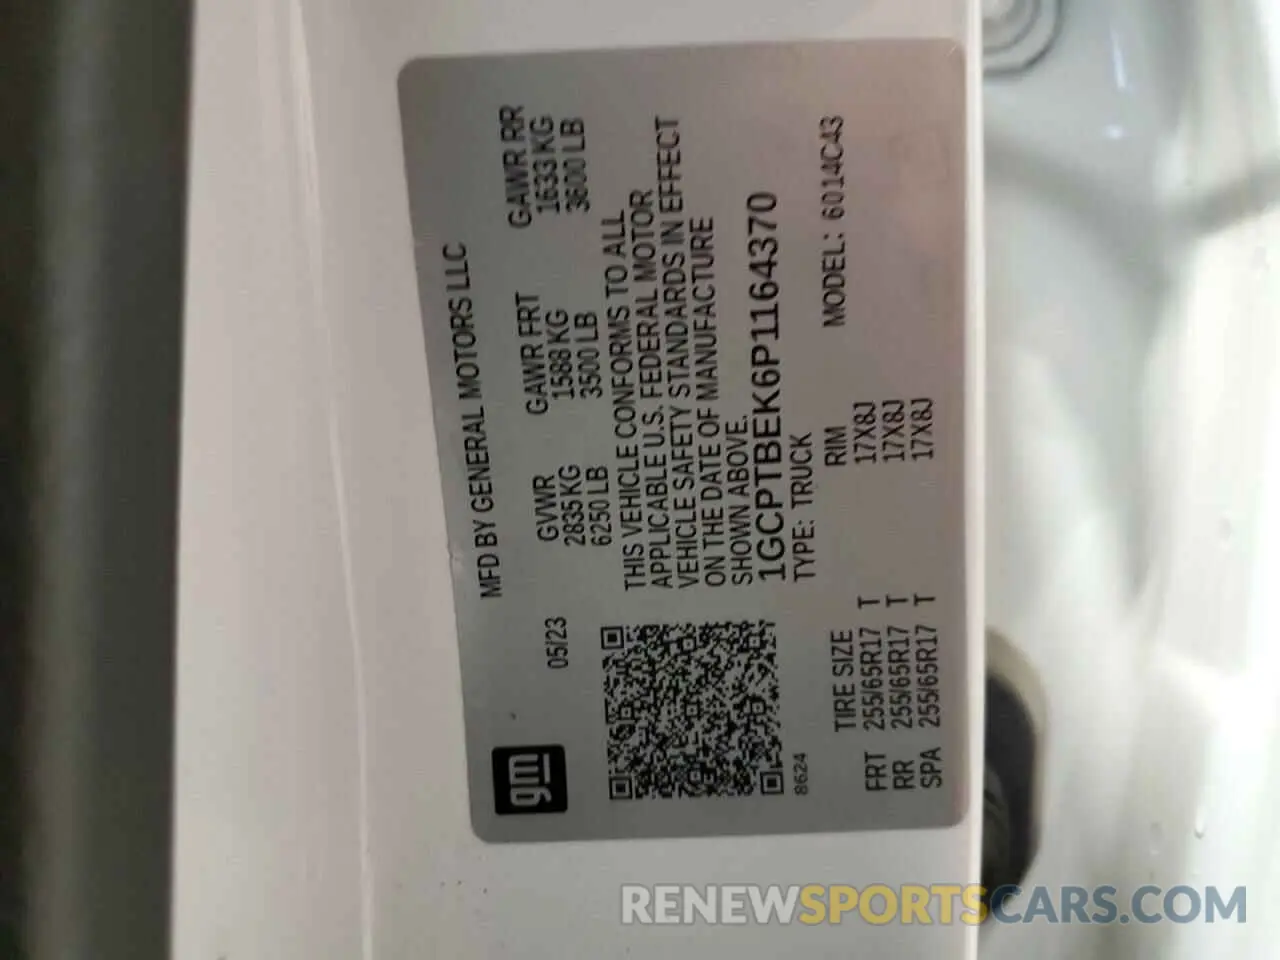 gm
MFD BY GENERAL MOTORS LLC
05/23
GVWR GAWR FRT GAWR RR
2835 KG 1588 KG 1633 KG
6250 LB 3500 LB 3600 LB
THIS VEHICLE CONFORMS TO ALL
APPLICABLE U.S. FEDERAL MOTOR
VEHICLE SAFETY STANDARDS IN EFFECT
ON THE DATE OF MANUFACTURE
SHOWN ABOVE.
1GCPTBEK6P1164370
TYPE: TRUCK
8624
MODEL: 6014C43
TIRE SIZE RIM
FRT 255/65R17 T 17X8J
RR 255/65R17 T 17X8J
SPA 255/65R17 T 17X8J
RENEWSPORTSCARS.COM